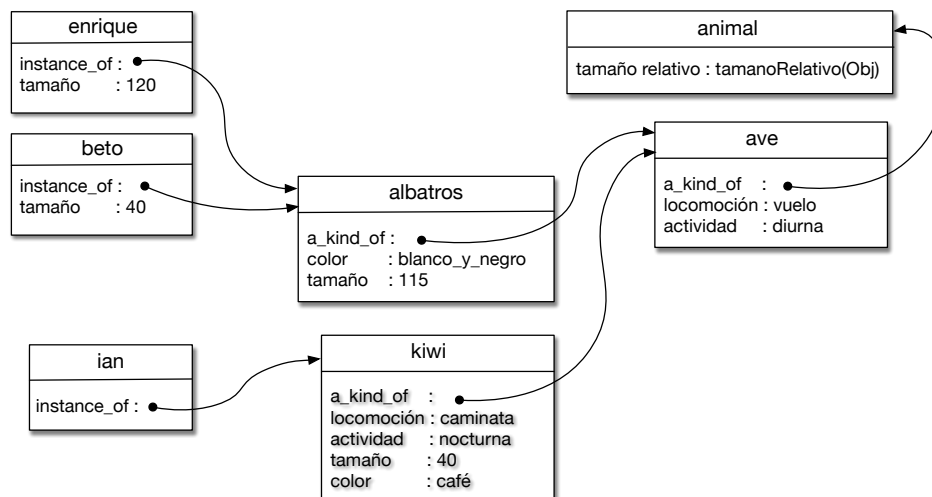 enrique
instance_of :
tamaño : 120
animal
tamaño relativo : tamanoRelativo(Obj)
beto
instance_of :
tamaño : 40
ave
a_kind_of :
locomoción : vuelo
actividad : diurna
albatros
a_kind_of :
color : blanco_y_negro
tamaño : 115
ian
instance_of :
kiwi
a_kind_of :
locomoción : caminata
actividad : nocturna
tamaño : 40
color : café